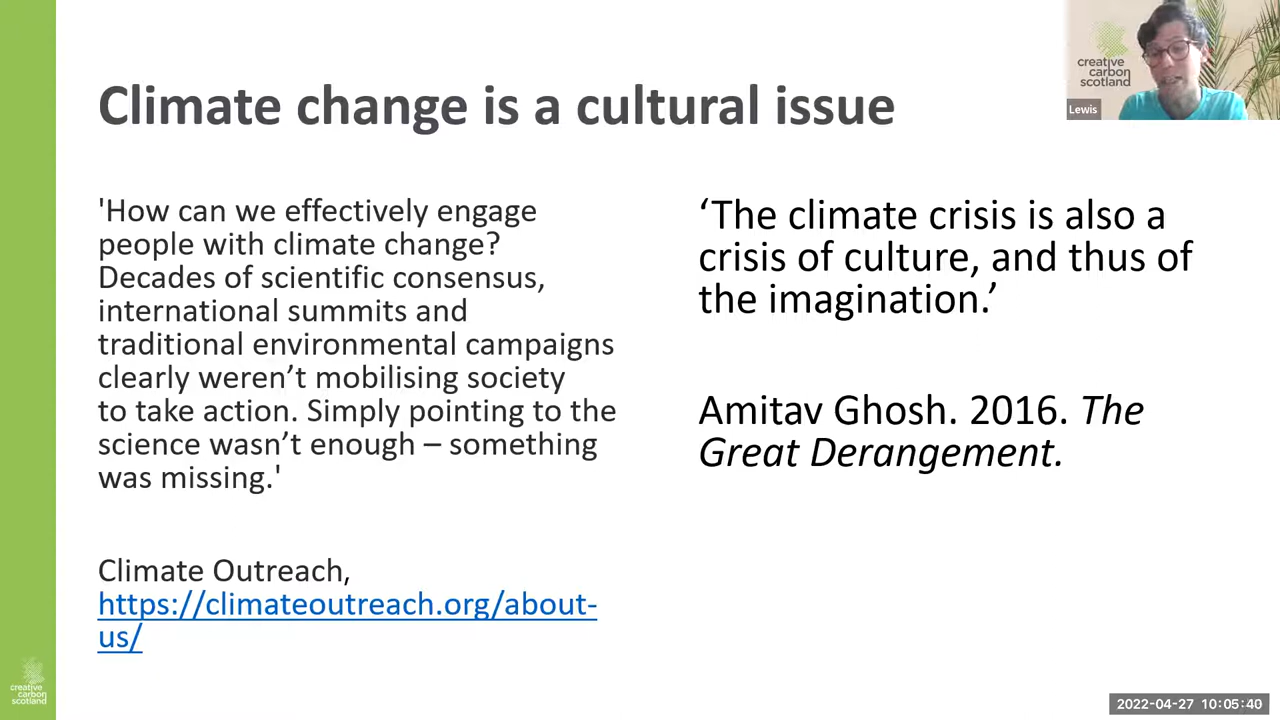 Climate change is a cultural issue
'How can we effectively engage
people with climate change?
Decades of scientific consensus,
international summits and
traditional environmental campaigns
clearly weren’t mobilising society
to take action. Simply pointing to the
science wasn’t enough – something
was missing.'
Climate Outreach,
https://climateoutreach.org/about-
us/
‘The climate crisis is also a
crisis of culture, and thus of
the imagination.’
Amitav Ghosh. 2016. The
Great Derangement.
creative
carbon
scotland
Lewis
creative
carbon
scotland
2022-04-27 10:05:40